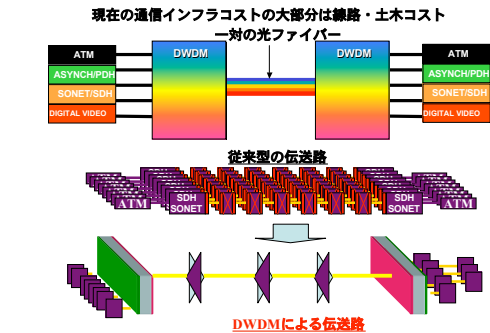 現在の通信インフラコストの大部分は線路・土木コスト
一対の光ファイバー
ATM
ASYNCH/PDH
SONET/SDH
DIGITAL VIDEO
DWDM
DWDM
ATM
ASYNCH/PDH
SONET/SDH
DIGITAL VIDEO
従来型の伝送路
ATM
SDH
SONET
SDH
SONET
ATM
DWDMによる伝送路